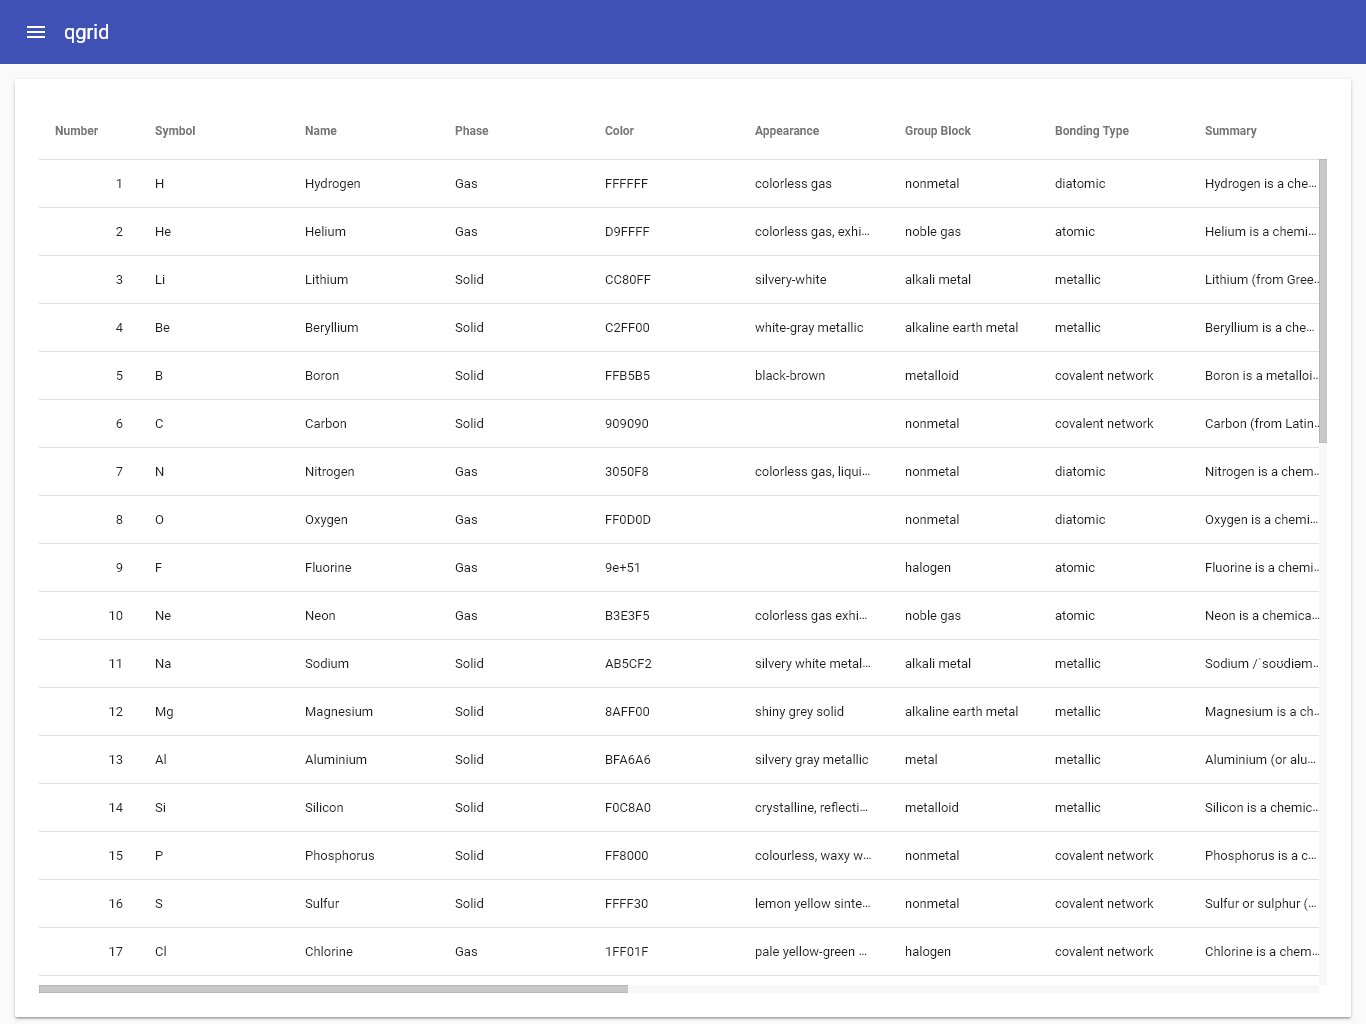 qgrid
Number Symbol Name Phase Color Appearance Group Block Bonding Type Summary
1 H Hydrogen Gas FFFFFF colorless gas nonmetal diatomic Hydrogen is a che...
2 He Helium Gas D9FFFF colorless gas, exhi... noble gas atomic Helium is a chemi...
3 Li Lithium Solid CC80FF silvery-white alkali metal metallic Lithium (from Gree...
4 Be Beryllium Solid C2FF00 white-gray metallic alkaline earth metal metallic Beryllium is a che...
5 B Boron Solid FFB5B5 black-brown metalloid covalent network Boron is a metalloi...
6 C Carbon Solid 909090 nonmetal covalent network Carbon (from Latin...
7 N Nitrogen Gas 3050F8 colorless gas, liqui... nonmetal diatomic Nitrogen is a chem...
8 O Oxygen Gas FF0D0D nonmetal diatomic Oxygen is a chemi...
9 F Fluorine Gas 9e+51 halogen atomic Fluorine is a chemi...
10 Ne Neon Gas B3E3F5 colorless gas exhi... noble gas atomic Neon is a chemica...
11 Na Sodium Solid AB5CF2 silvery white metal... alkali metal metallic Sodium /ˈsoʊdiəm...
12 Mg Magnesium Solid 8AFF00 shiny grey solid alkaline earth metal metallic Magnesium is a ch...
13 Al Aluminium Solid BFA6A6 silvery gray metallic metal metallic Aluminium (or alu...
14 Si Silicon Solid F0C8A0 crystalline, reflecti... metalloid metallic Silicon is a chemic...
15 P Phosphorus Solid FF8000 colourless, waxy w... nonmetal covalent network Phosphorus is a c...
16 S Sulfur Solid FFFF30 lemon yellow sinte... nonmetal covalent network Sulfur or sulphur (...
17 Cl Chlorine Gas 1FF01F pale yellow-green ... halogen covalent network Chlorine is a chem...